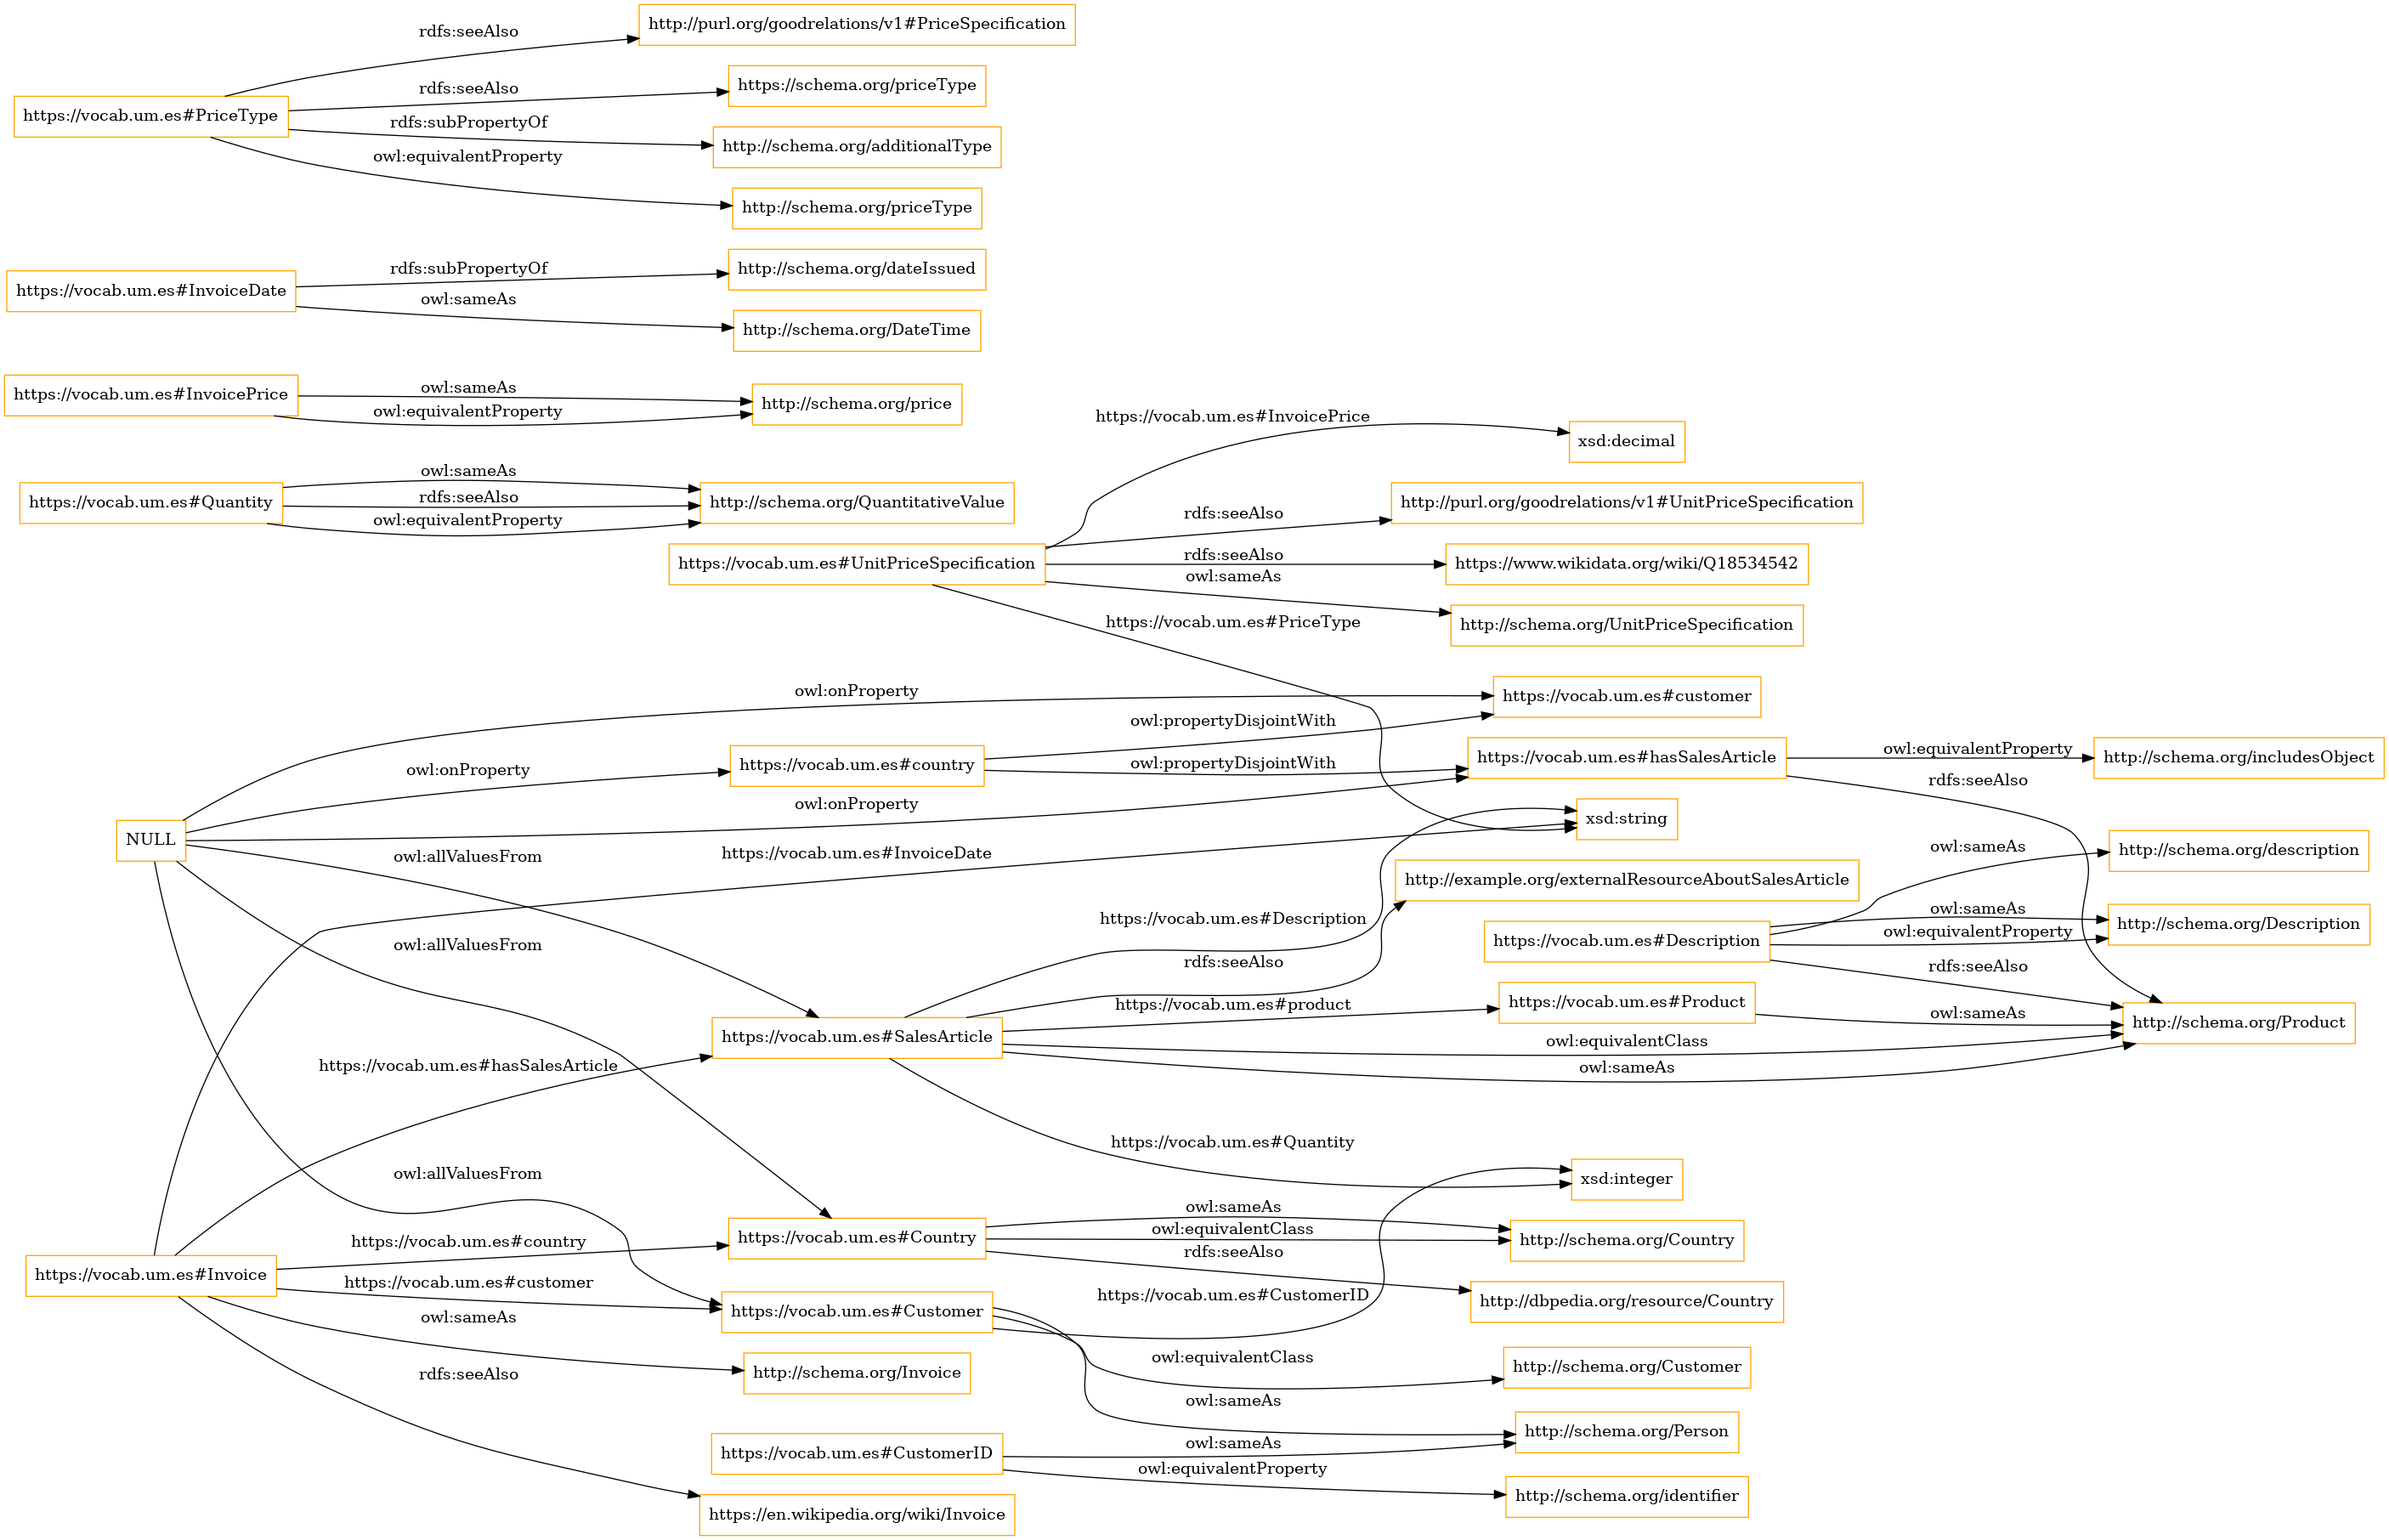 http://purl.org/goodrelations/v1#PriceSpecification
rdfs:seeAlso
https://schema.org/priceType
rdfs:seeAlso
https://vocab.um.es#PriceType
rdfs:subPropertyOf
http://schema.org/additionalType
owl:equivalentProperty
http://schema.org/priceType
rdfs:subPropertyOf
http://schema.org/dateIssued
https://vocab.um.es#InvoiceDate
owl:sameAs
http://schema.org/DateTime
https://vocab.um.es#InvoicePrice
owl:sameAs
http://schema.org/price
owl:equivalentProperty
https://vocab.um.es#InvoicePrice
xsd:decimal
owl:sameAs
https://vocab.um.es#Quantity
rdfs:seeAlso
http://schema.org/QuantitativeValue
owl:equivalentProperty
http://purl.org/goodrelations/v1#UnitPriceSpecification
rdfs:seeAlso
https://vocab.um.es#UnitPriceSpecification
rdfs:seeAlso
https://www.wikidata.org/wiki/Q18534542
owl:sameAs
http://schema.org/UnitPriceSpecification
https://vocab.um.es#PriceType
owl:onProperty
https://vocab.um.es#customer
owl:propertyDisjointWith
owl:onProperty
https://vocab.um.es#country
owl:propertyDisjointWith
https://vocab.um.es#hasSalesArticle
owl:equivalentProperty
http://schema.org/includesObject
rdfs:seeAlso
owl:onProperty
xsd:string
NULL
owl:allValuesFrom
https://vocab.um.es#InvoiceDate
owl:sameAs
http://schema.org/description
http://example.org/externalResourceAboutSalesArticle
https://vocab.um.es#Description
owl:sameAs
http://schema.org/Description
owl:allValuesFrom
https://vocab.um.es#Description
owl:equivalentProperty
rdfs:seeAlso
rdfs:seeAlso
https://vocab.um.es#product
https://vocab.um.es#Product
owl:sameAs
http://schema.org/Product
https://vocab.um.es#SalesArticle
owl:equivalentClass
https://vocab.um.es#hasSalesArticle
owl:sameAs
https://vocab.um.es#Quantity
owl:allValuesFrom
xsd:integer
owl:sameAs
https://vocab.um.es#country
https://vocab.um.es#Country
owl:equivalentClass
http://schema.org/Country
rdfs:seeAlso
https://vocab.um.es#Invoice
https://vocab.um.es#customer
https://vocab.um.es#Customer
https://vocab.um.es#CustomerID
http://dbpedia.org/resource/Country
owl:sameAs
owl:equivalentClass
http://schema.org/Customer
rdfs:seeAlso
http://schema.org/Invoice
owl:sameAs
http://schema.org/Person
https://vocab.um.es#CustomerID
owl:sameAs
owl:equivalentProperty
http://schema.org/identifier
https://en.wikipedia.org/wiki/Invoice